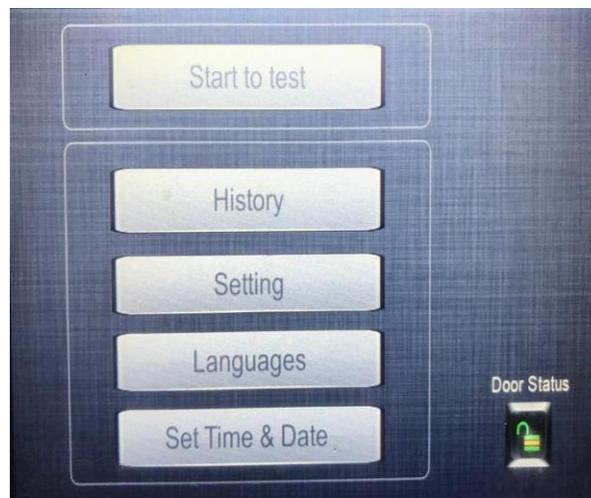 Start to test
History
Setting
Languages
Door Status
Set Time & Date